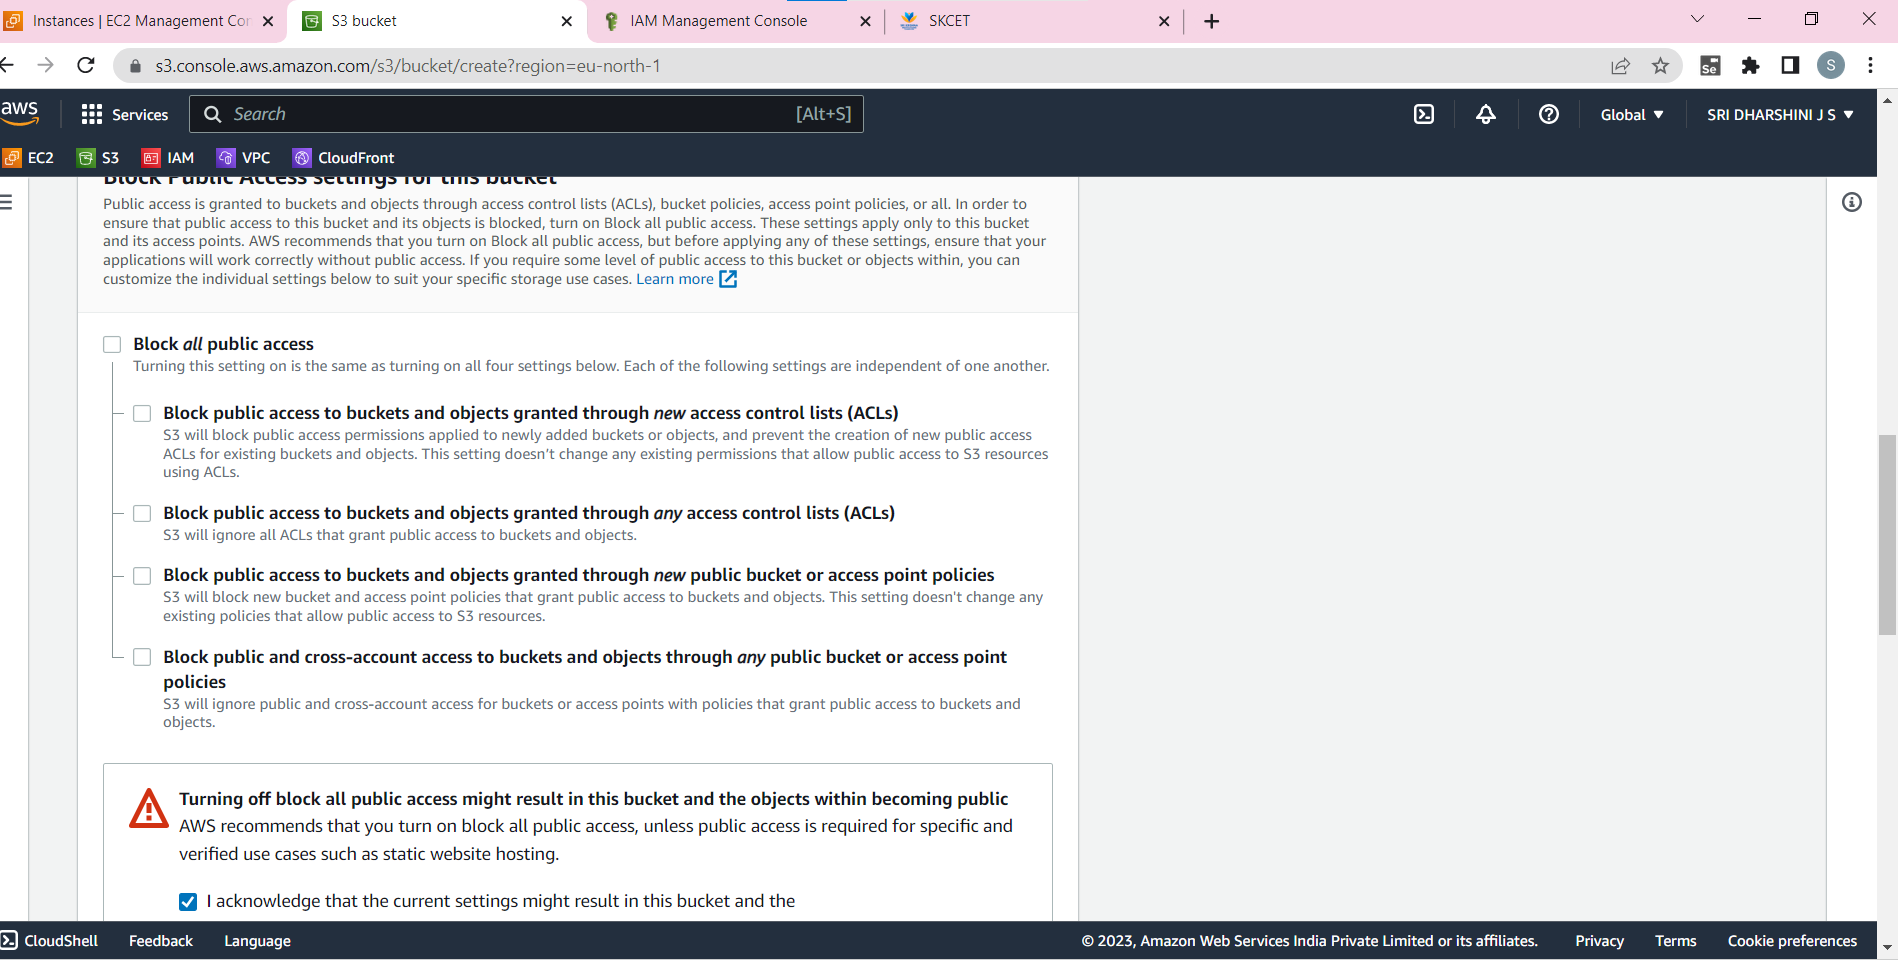 Instances | EC2 Management Con
S3 bucket
IAM Management Console
SKCET
s3.console.aws.amazon.com/s3/bucket/create?region=eu-north-1
Se
S
aws
Services
Search
[Alt+S]
Global
SRI DHARSHINI J S
EC2
S3
IAM
VPC
CloudFront
Block Public Access settings for this bucket
Public access is granted to buckets and objects through access control lists (ACLs), bucket policies, access point policies, or all. In order to
ensure that public access to this bucket and its objects is blocked, turn on Block all public access. These settings apply only to this bucket
and its access points. AWS recommends that you turn on Block all public access, but before applying any of these settings, ensure that your
applications will work correctly without public access. If you require some level of public access to this bucket or objects within, you can
customize the individual settings below to suit your specific storage use cases. Learn more
Block all public access
Turning this setting on is the same as turning on all four settings below. Each of the following settings are independent of one another.
Block public access to buckets and objects granted through new access control lists (ACLs)
S3 will block public access permissions applied to newly added buckets or objects, and prevent the creation of new public access
ACLs for existing buckets and objects. This setting doesn't change any existing permissions that allow public access to S3 resources
using ACLs.
Block public access to buckets and objects granted through any access control lists (ACLs)
S3 will ignore all ACLs that grant public access to buckets and objects.
Block public access to buckets and objects granted through new public bucket or access point policies
S3 will block new bucket and access point policies that grant public access to buckets and objects. This setting doesn't change any
existing policies that allow public access to S3 resources.
Block public and cross-account access to buckets and objects through any public bucket or access point
policies
S3 will ignore public and cross-account access for buckets or access points with policies that grant public access to buckets and
objects.
Turning off block all public access might result in this bucket and the objects within becoming public
AWS recommends that you turn on block all public access, unless public access is required for specific and
verified use cases such as static website hosting.
I acknowledge that the current settings might result in this bucket and the
CloudShell
Feedback
Language
© 2023, Amazon Web Services India Private Limited or its affiliates.
Privacy
Terms
Cookie preferences